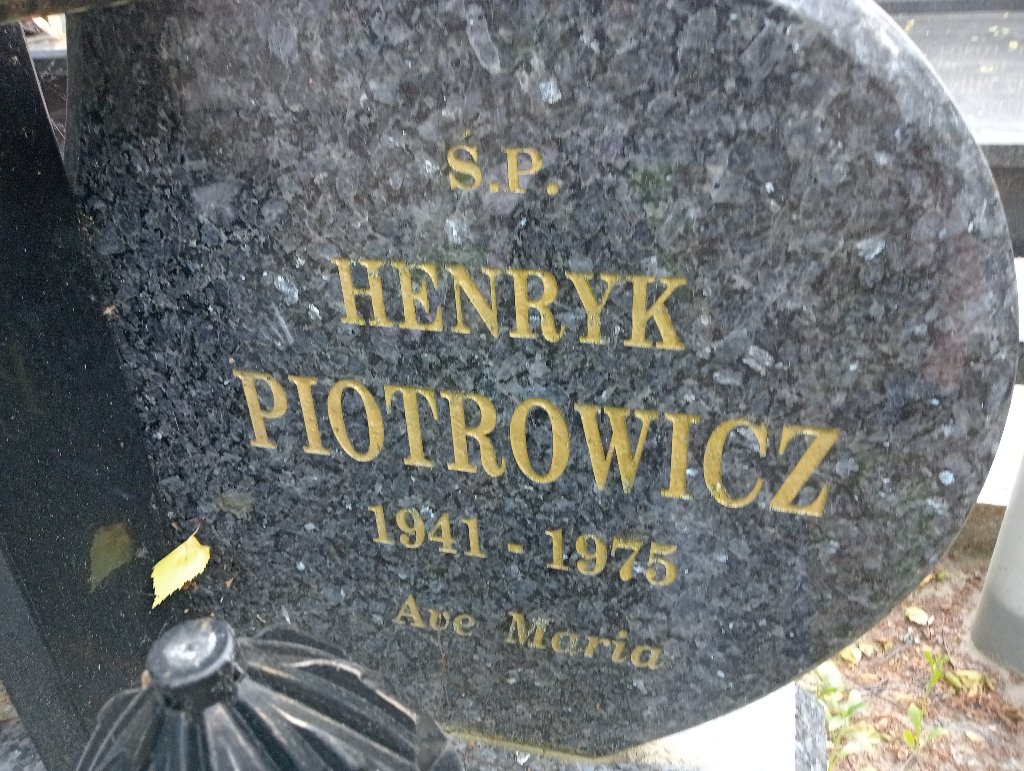 Ś.P.
HENRYK
PIOTROWICZ
1941 - 1975
Ave Maria